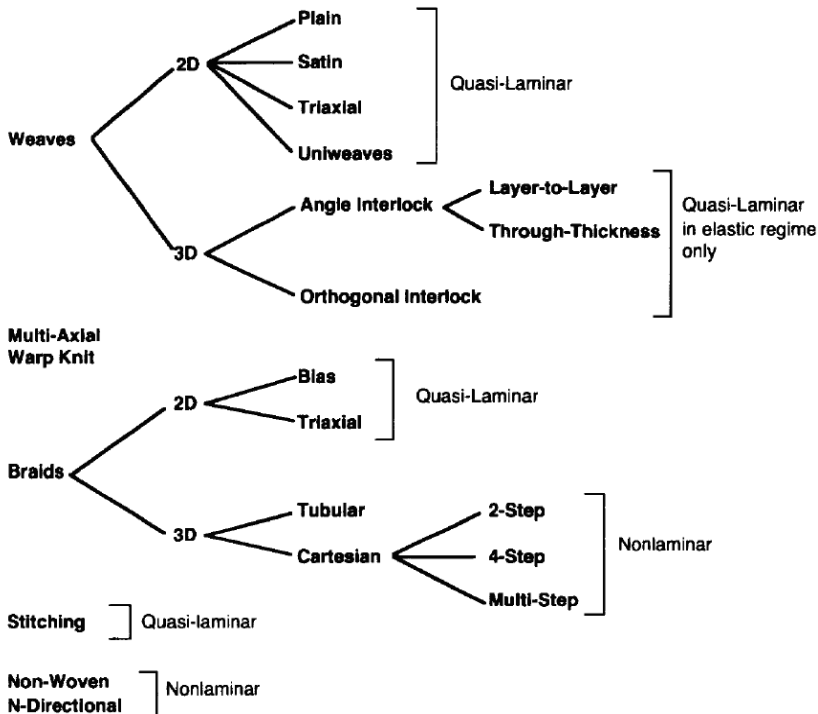 Plain
2D
Satin
Quasi-Laminar
Triaxial
Weaves
Uniweaves
Layer-to-Layer
Angle Interlock
Quasi-Laminar
in elastic regime
only
Through-Thickness
3D
Orthogonal Interlock
Multi-Axial
Warp Knit
Bias
2D
Quasi-Laminar
Triaxial
Braids
Tubular
2-Step
3D
Nonlaminar
Cartesian
4-Step
Multi-Step
Stitching
Quasi-laminar
Non-Woven
N-Directional
Nonlaminar